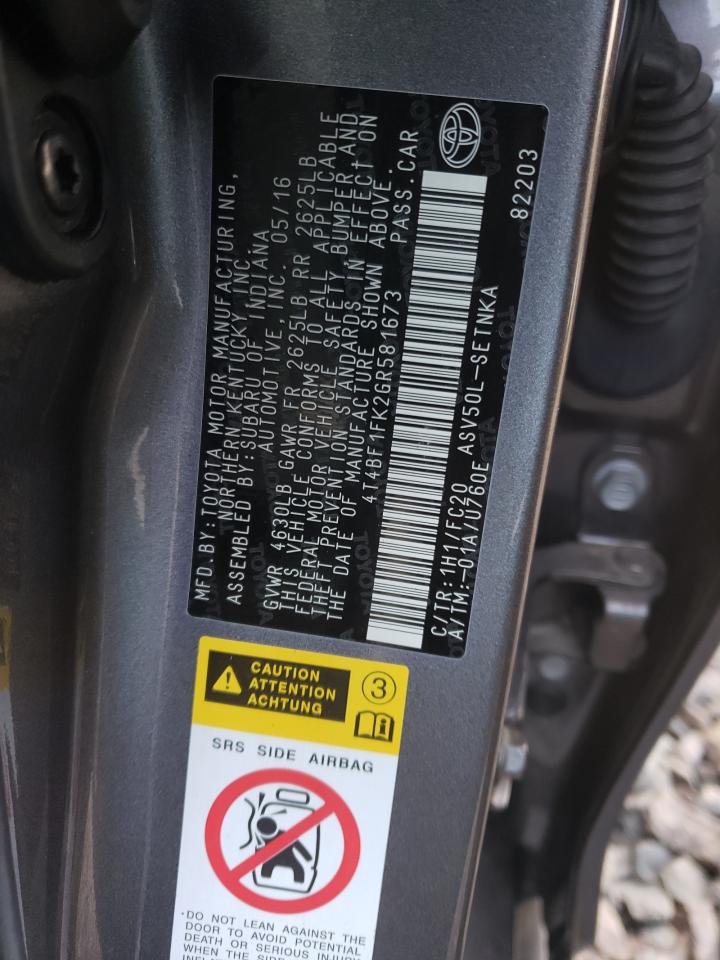 MFD. BY: TOYOTA MOTOR MANUFACTURING,
NORTHERN KENTUCKY, INC.
ASSEMBLED BY: SUBARU OF INDIANA
AUTOMOTIVE, INC. 05/16
GVWR 4630LB GAWR FR 2625LB RR 2625LB
THIS VEHICLE CONFORMS TO ALL APPLICABLE
FEDERAL MOTOR VEHICLE SAFETY, BUMPER, AND
THEFT PREVENTION STANDARDS IN EFFECT ON
THE DATE OF MANUFACTURE SHOWN ABOVE.
4T4BF1FK2GR581673 PASS. CAR
C/TR: 1H1/FC20 ASV50L-SETNKA
A/TM: -01A/U760E
82203
CAUTION
ATTENTION
ACHTUNG
3
SRS SIDE AIRBAG
·DO NOT LEAN AGAINST THE
DOOR TO AVOID POTENTIAL
DEATH OR SERIOUS INJURY
WHEN THE SIDE